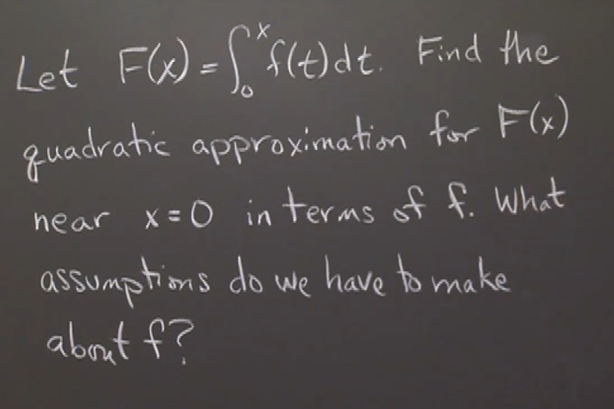 Let F(x) = ∫₀ˣ f(t)dt. Find the
quadratic approximation for F(x)
near x=0 in terms of f. What
assumptions do we have to make
about f?